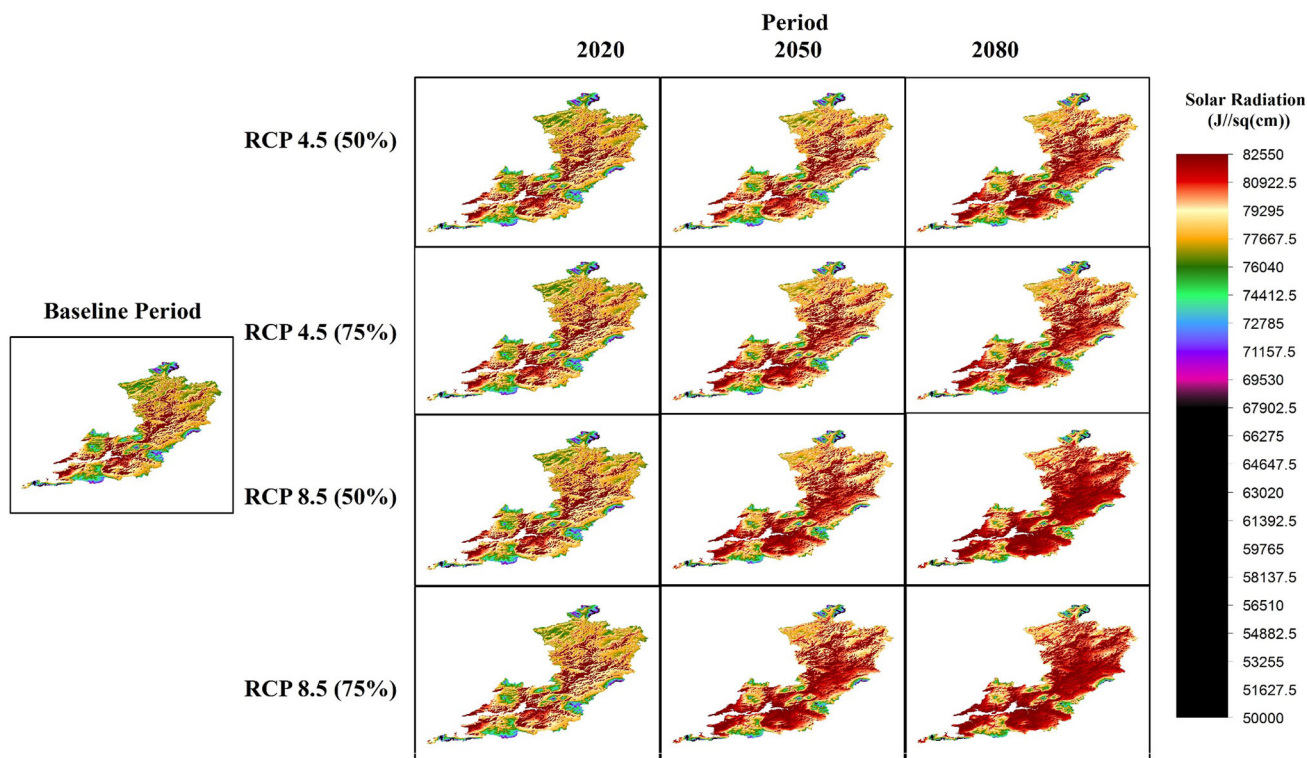 Period
2020 2050 2080
RCP 4.5 (50%)
RCP 4.5 (75%)
RCP 8.5 (50%)
RCP 8.5 (75%)
Baseline Period
Solar Radiation
(J//sq(cm))
82550
80922.5
79295
77667.5
76040
74412.5
72785
71157.5
69530
67902.5
66275
64647.5
63020
61392.5
59765
58137.5
56510
54882.5
53255
51627.5
50000